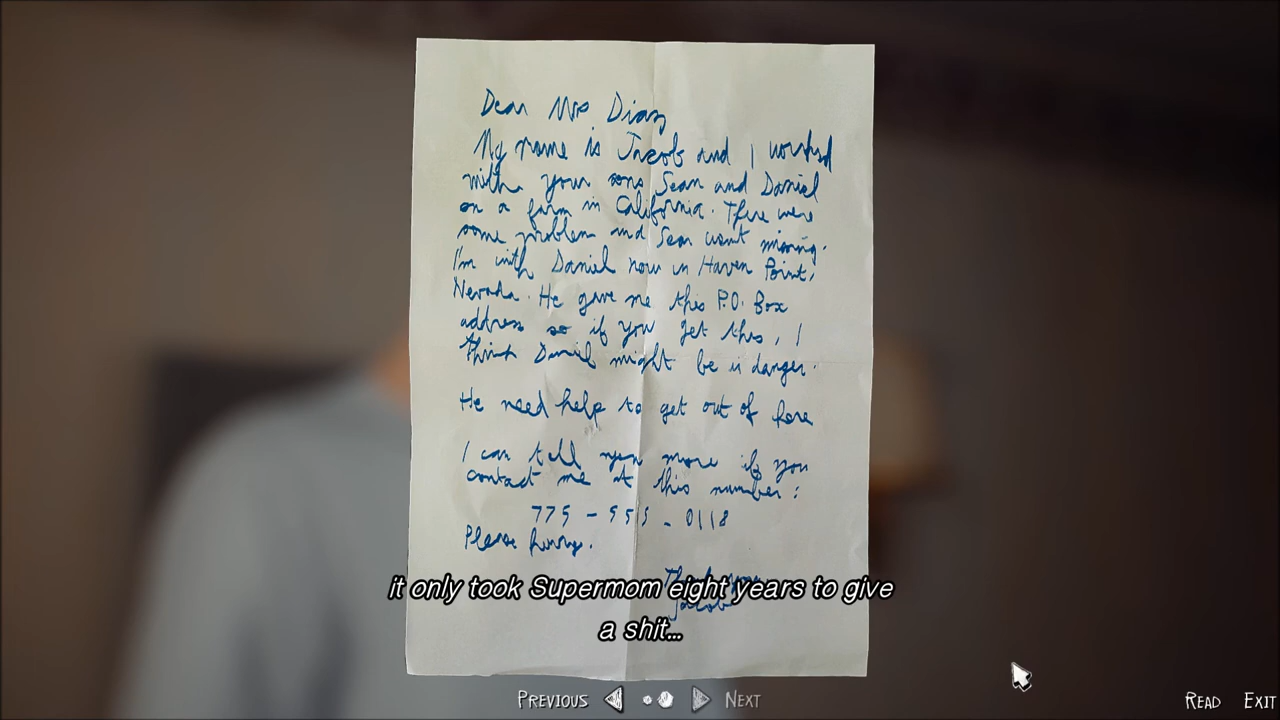 Dear Mrs Diaz
My name is Jacob and I worked
with your sons Sean and Daniel
on a farm in California. There were
some problem and Sean went missing.
I'm with Daniel now in Haven Point,
Nevada. He gave me this P.O. Box
address so if you get this, I
think Daniel might be in danger.
He need help to get out of here
I can tell you more if you
contact me at this number:
775-555-0118
Please hurry.
Thank you
Jacob
it only took Supermom eight years to give
a shit...
PREVIOUS NEXT READ EXIT